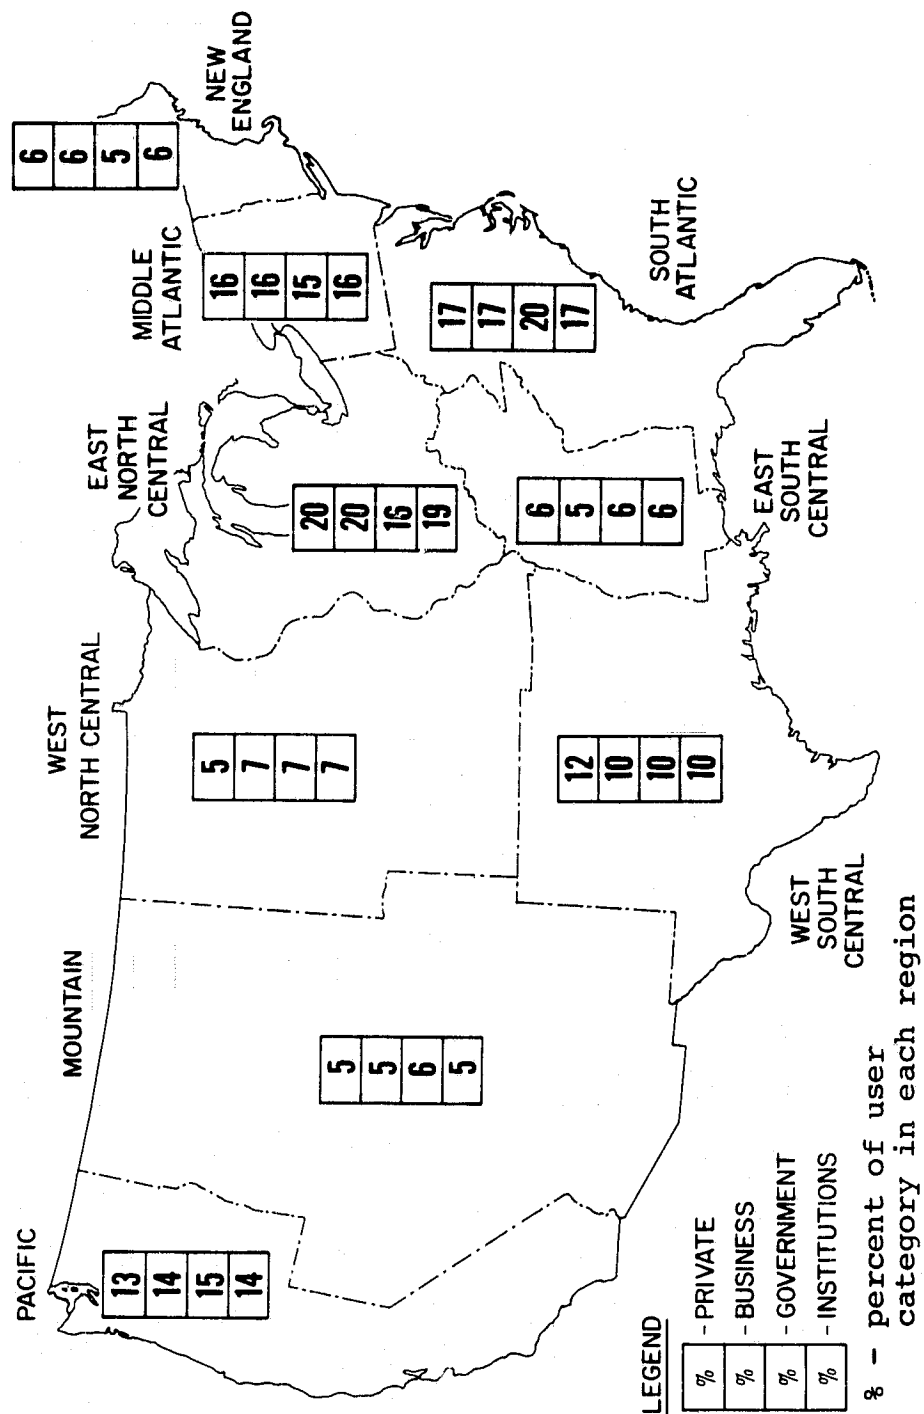 PACIFIC
13
14
15
14
MOUNTAIN
5
5
6
5
WEST
NORTH CENTRAL
5
7
7
7
EAST
NORTH
CENTRAL
20
20
16
19
MIDDLE
ATLANTIC
16
16
15
16
NEW
ENGLAND
6
6
5
6
SOUTH
ATLANTIC
17
17
20
17
EAST
SOUTH
CENTRAL
6
5
6
6
WEST
SOUTH
CENTRAL
12
10
10
10
LEGEND
% - PRIVATE
% - BUSINESS
% - GOVERNMENT
% - INSTITUTIONS
% - percent of user
category in each region